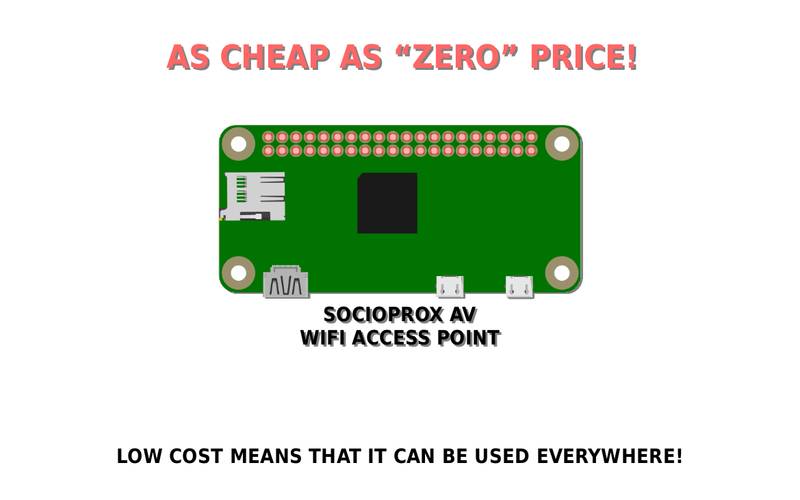 AS CHEAP AS “ZERO” PRICE!
SOCIOPROX AV
WIFI ACCESS POINT
LOW COST MEANS THAT IT CAN BE USED EVERYWHERE!